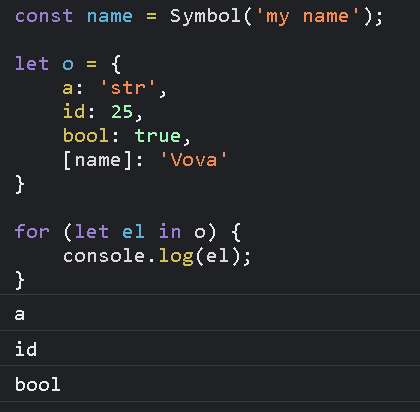 const name = Symbol('my name');
let o = {
    a: 'str',
    id: 25,
    bool: true,
    [name]: 'Vova'
}
for (let el in o) {
    console.log(el);
}
a
id
bool